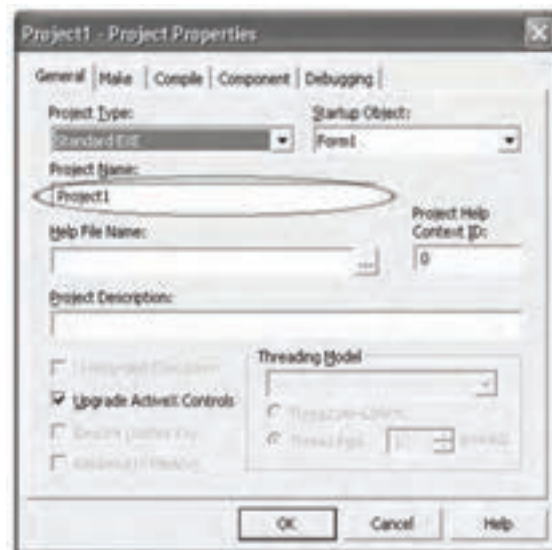 Project1 - Project Properties
General Make Compile Component Debugging
Project Type:
Startup Object:
Standard EXE
Form1
Project Name:
Project1
Help File Name:
Project Help
Context ID:
...
0
Project Description:
Threading Model
Upgrade ActiveX Controls
OK Cancel Help